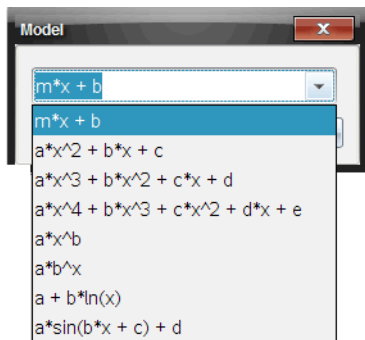 Model
x
m*x + b
m*x + b
a*x^2 + b*x + c
a*x^3 + b*x^2 + c*x + d
a*x^4 + b*x^3 + c*x^2 + d*x + e
a*x^b
a*b^x
a + b*ln(x)
a*sin(b*x + c) + d